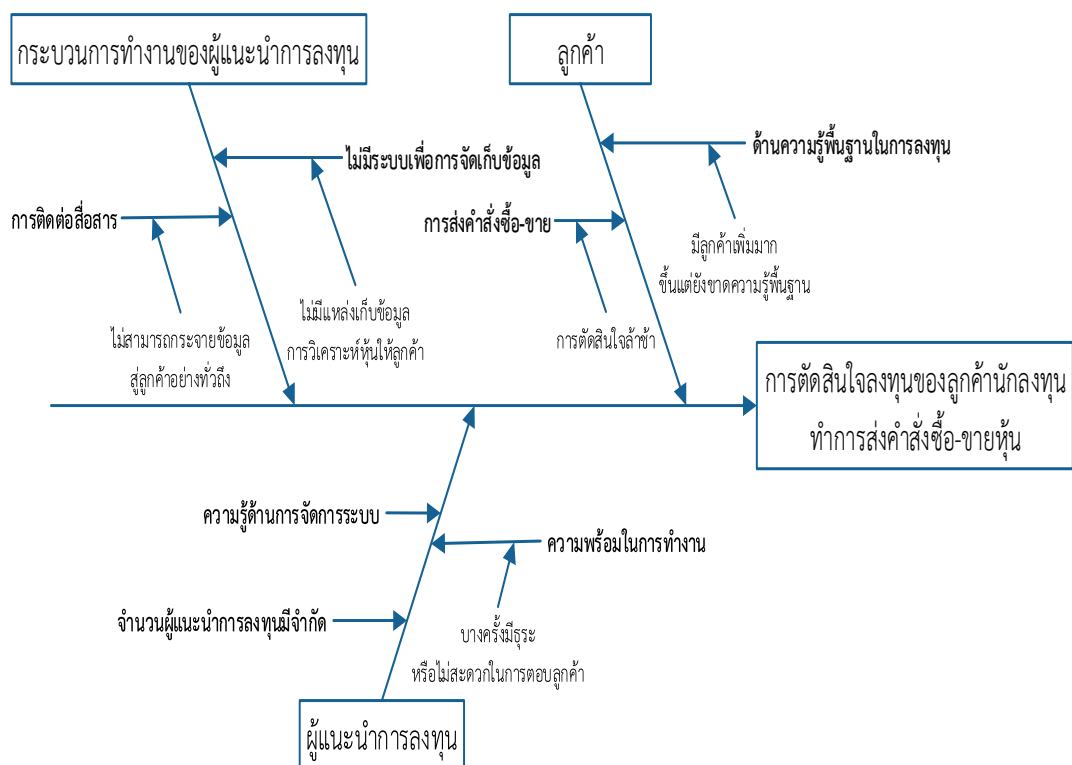 กระบวนการทำงานของผู้แนะนำการลงทุน
ลูกค้า
ไม่มีระบบเพื่อการจัดเก็บข้อมูล
ด้านความรู้พื้นฐานในการลงทุน
การติดต่อสื่อสาร
การส่งคำสั่งซื้อ-ขาย
มีลูกค้าเพิ่มมาก
ขึ้นแต่ยังขาดความรู้พื้นฐาน
ไม่มีแหล่งเก็บข้อมูล
การวิเคราะห์หุ้นให้ลูกค้า
ไม่สามารถกระจายข้อมูล
สู่ลูกค้าอย่างทั่วถึง
การตัดสินใจล้าช้า
การตัดสินใจลงทุนของลูกค้านักลงทุน
ทำการส่งคำสั่งซื้อ-ขายหุ้น
ความรู้ด้านการจัดการระบบ
ความพร้อมในการทำงาน
จำนวนผู้แนะนำการลงทุนมีจำกัด
บางครั้งมีธุระ
หรือไม่สะดวกในการตอบลูกค้า
ผู้แนะนำการลงทุน